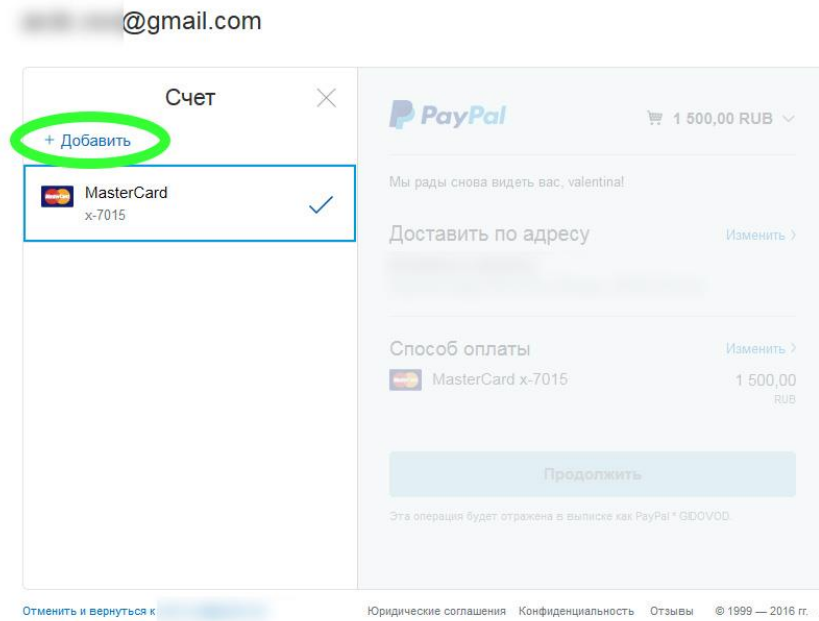 @gmail.com
Счет
+ Добавить
MasterCard
x-7015
PayPal
1 500,00 RUB
Мы рады снова видеть вас, valentina!
Доставить по адресу
Изменить >
Способ оплаты
Изменить >
MasterCard x-7015
1 500,00
RUB
Продолжить
Эта операция будет отражена в выписке как PayPal * GIDOVOD.
Отменить и вернуться к
Юридические соглашения Конфиденциальность Отзывы © 1999 — 2016 гг.